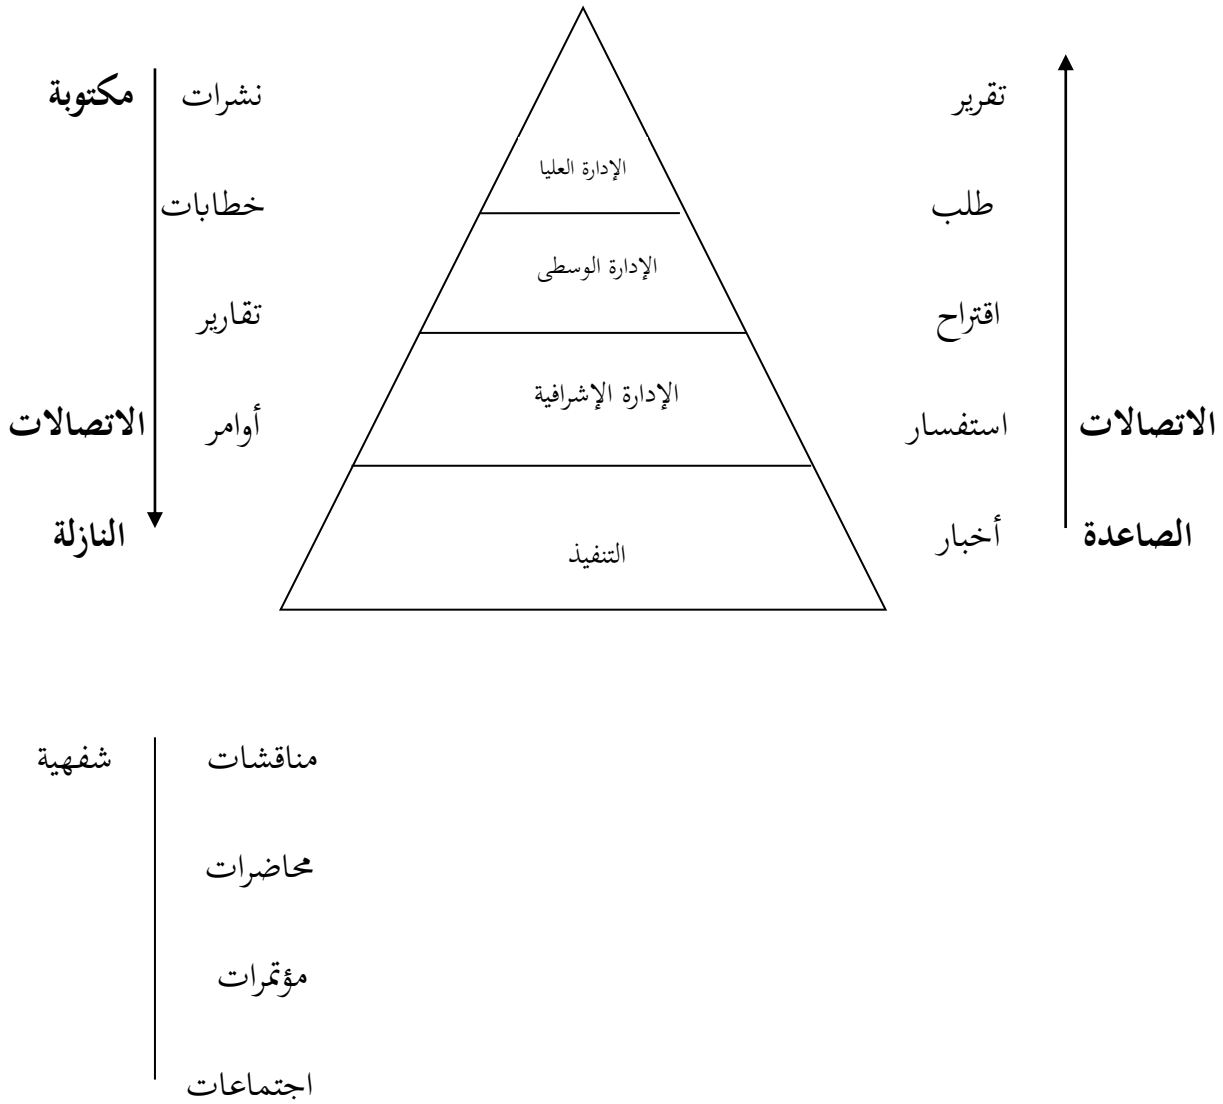 تقرير
نشرات
مكتوبة
الإدارة العليا
طلب
خطابات
الإدارة الوسطى
اقتراح
تقارير
الإدارة الإشرافية
الاتصالات
استفسار
أوامر
الاتصالات
الصاعدة
أخبار
التنفيذ
النازلة
مناقشات
شفهية
محاضرات
مؤتمرات
اجتماعات